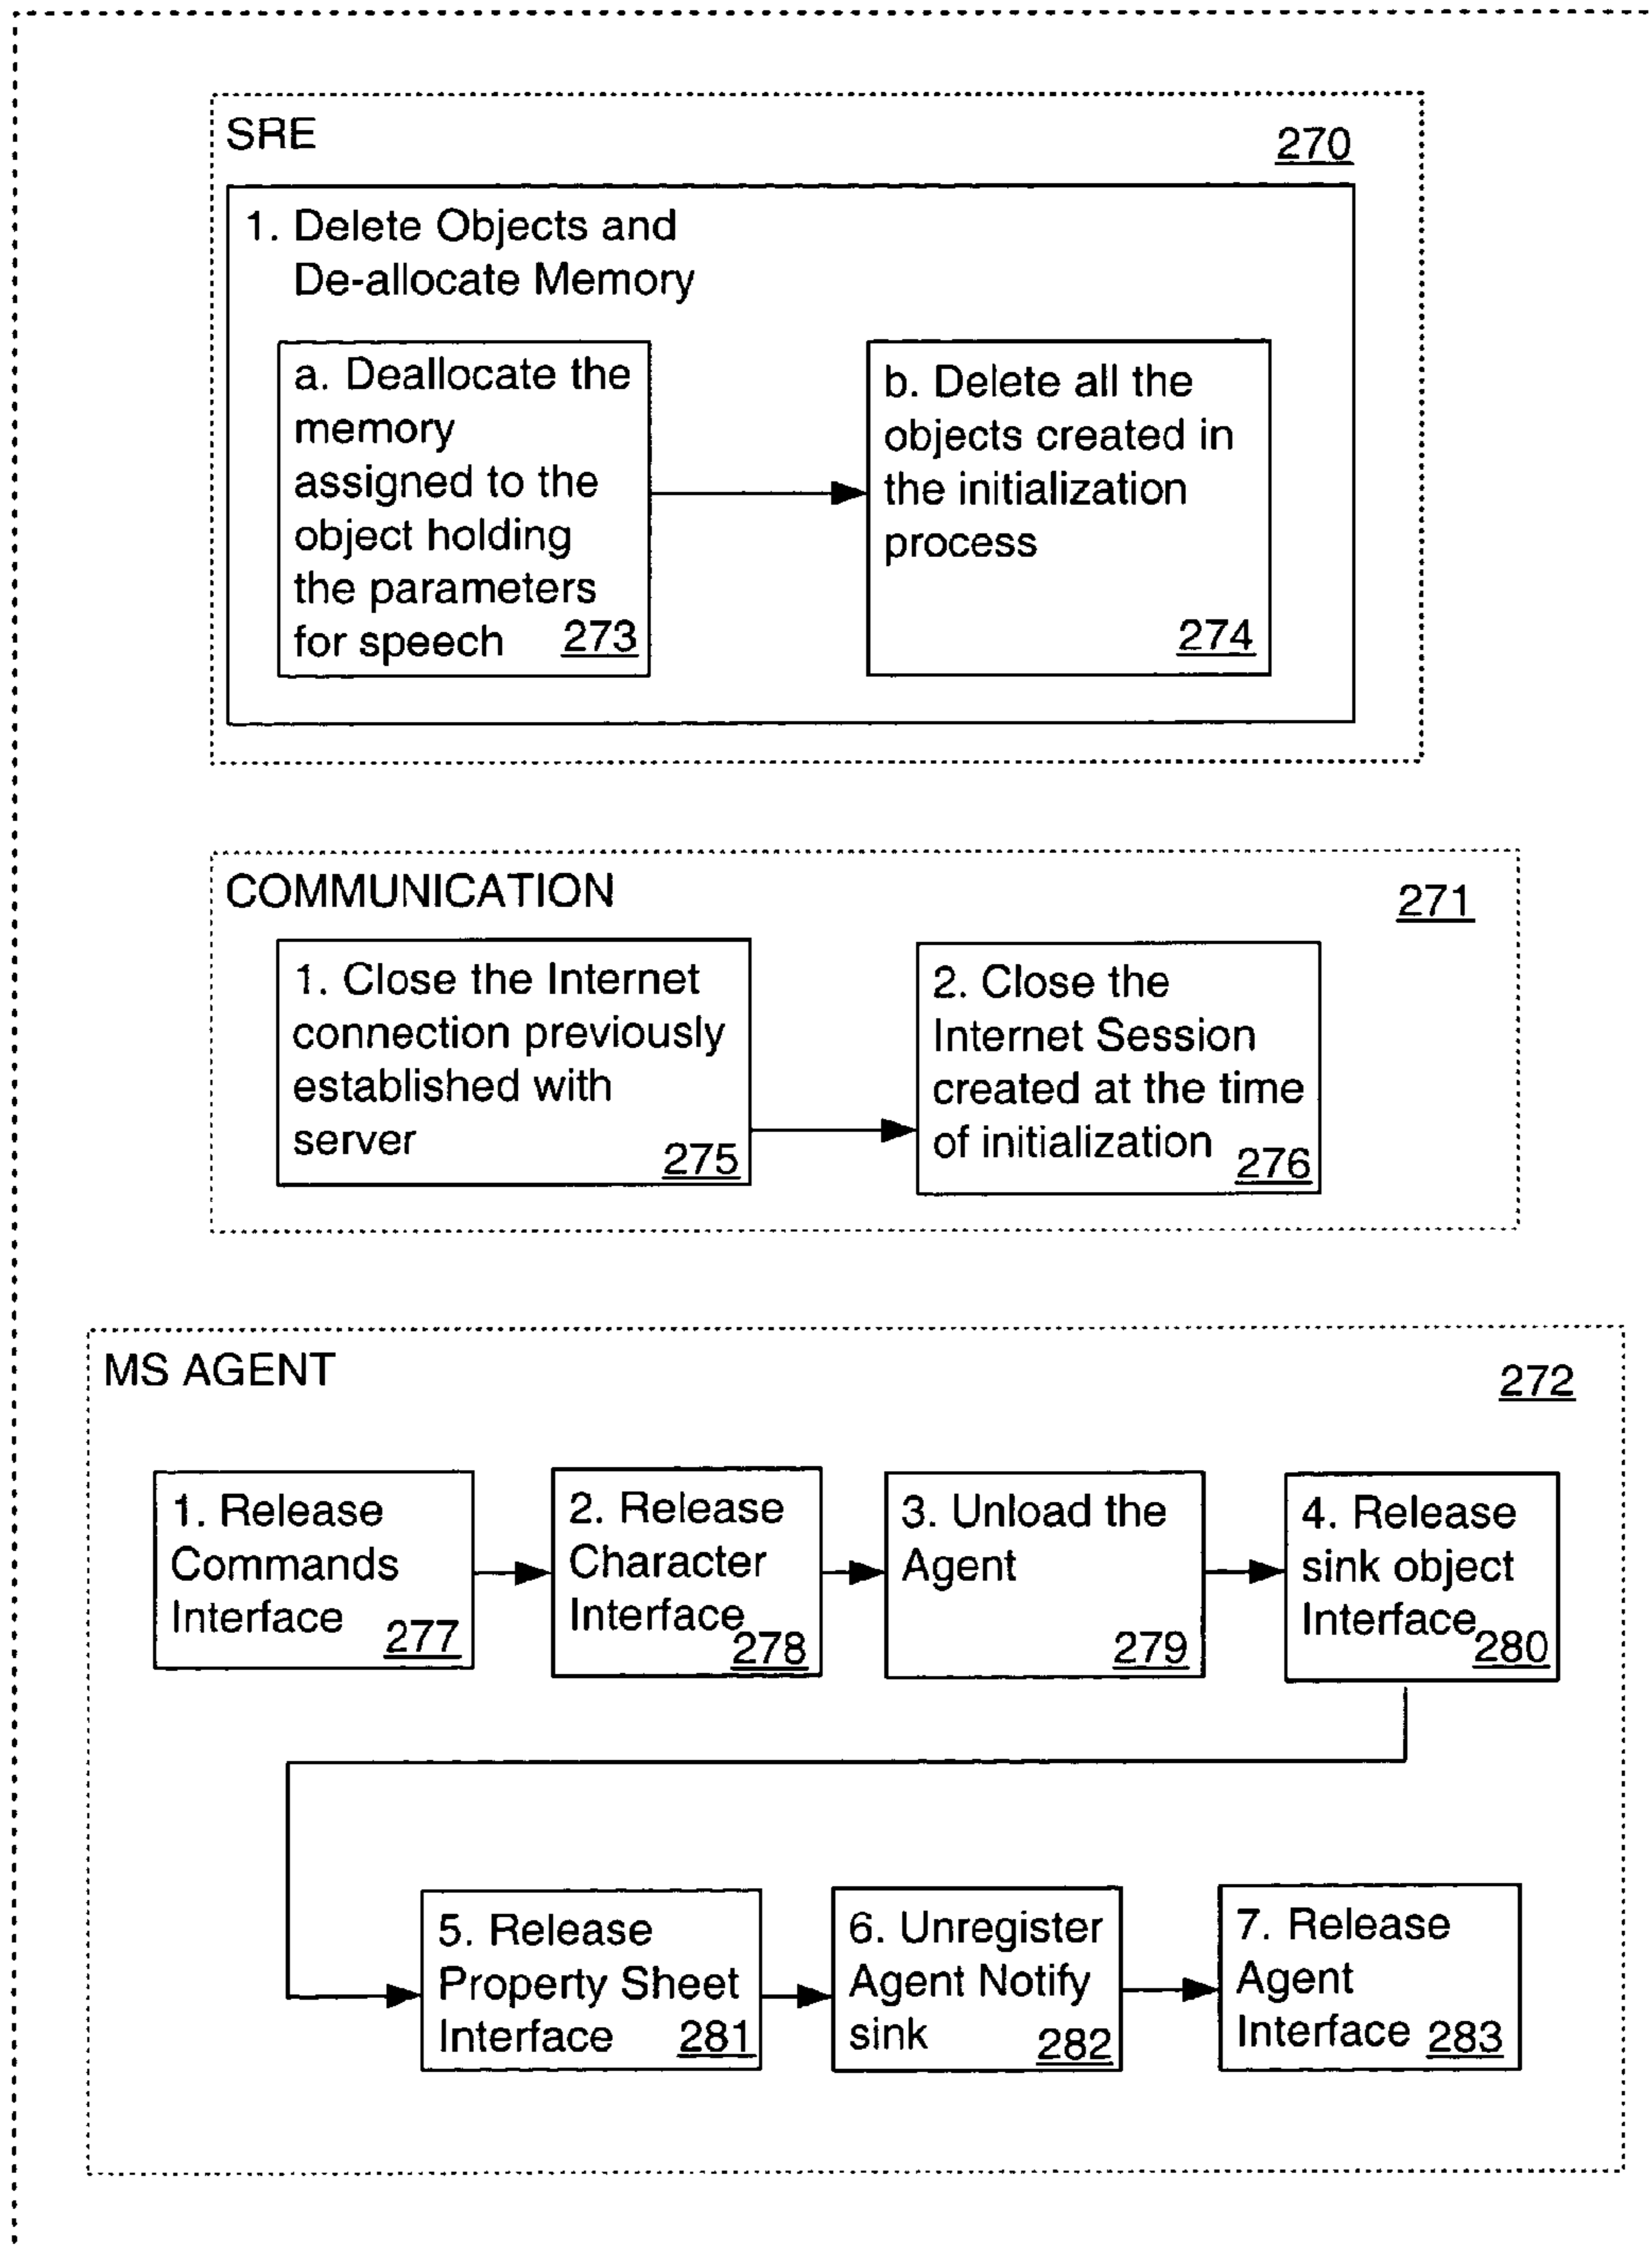 SRE
270
1. Delete Objects and
De-allocate Memory
a. Deallocate the
memory
assigned to the
object holding
the parameters
for speech 273
b. Delete all the
objects created in
the initialization
process
274
COMMUNICATION
271
1. Close the Internet
connection previously
established with
server
275
2. Close the
Internet Session
created at the time
of initialization
276
MS AGENT
272
1. Release
Commands
Interface
277
2. Release
Character
Interface
278
3. Unload the
Agent
279
4. Release
sink object
Interface
280
5. Release
Property Sheet
Interface 281
6. Unregister
Agent Notify
sink
282
7. Release
Agent
Interface 283